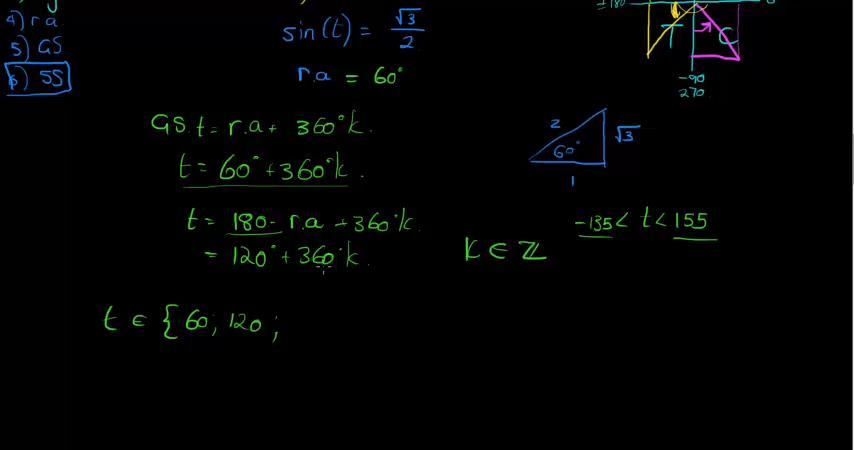 4) r.a
5) GS
6) SS
sin(t) = √3/2
r.a = 60°
±180
T
C
-90
270
GS. t = r.a + 360°k.
t = 60° + 360°k.
t = 180 - r.a + 360°k.
= 120° + 360°k.
2
60°
√3
1
-135 < t < 155
k ∈ ℤ
t ∈ { 60; 120;